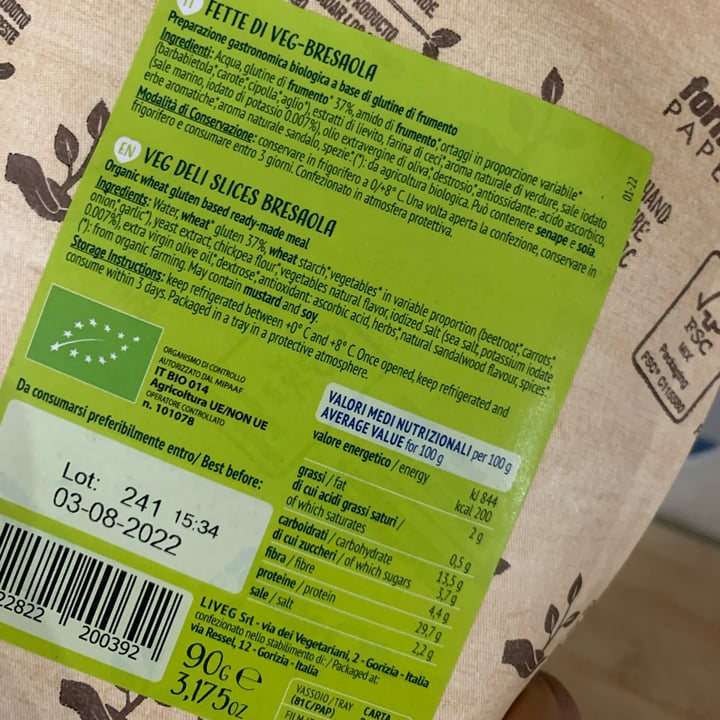 IT FETTE DI VEG-BRESAOLA
Preparazione gastronomica biologica a base di glutine di frumento
Ingredienti: Acqua, glutine di frumento* 37%, amido di frumento*, ortaggi in proporzione variabile*
(barbabietola*, carote*, cipolla*, aglio*), estratti di lievito, farina di ceci*, aroma naturale di verdure, sale iodato
(sale marino, iodato di potassio 0.007%), olio extravergine di oliva*, destrosio*, antiossidante: acido ascorbico,
erbe aromatiche*, aroma naturale sandalo, spezie*. (*): da agricoltura biologica. Può contenere senape e soia.
Modalità di Conservazione: conservare in frigorifero a 0/+8° C. Una volta aperta la confezione, conservare in
frigorifero e consumare entro 3 giorni. Confezionato in atmosfera protettiva.
01-22
EN VEG DELI SLICES BRESAOLA
Organic wheat gluten based ready-made meal
Ingredients: Water, wheat* gluten 37%, wheat starch*, vegetables* in variable proportion (beetroot*, carrots*,
onion*, garlic*), yeast extract, chickpea flour*, vegetables natural flavor, iodized salt (sea salt, potassium iodate
0.007%), extra virgin olive oil*, dextrose*, antioxidant: ascorbic acid, herbs*, natural sandalwood flavour, spices*.
(*): from organic farming. May contain mustard and soy.
Storage Instructions: keep refrigerated between +0° C and +8° C. Once opened, keep refrigerated and
consume within 3 days. Packaged in a tray in a protective atmosphere.
ORGANISMO DI CONTROLLO
AUTORIZZATO DAL MIPAAF
IT BIO 014
Agricoltura UE/NON UE
OPERATORE CONTROLLATO
n. 101078
Da consumarsi preferibilmente entro/ Best before:
Lot: 241 15:34
03-08-2022
22822 200392
VALORI MEDI NUTRIZIONALI per 100 g
AVERAGE VALUE for 100 g
valore energetico / energy
kJ 844
kcal 200
grassi / fat 2 g
di cui acidi grassi saturi /
of which saturates 0,5 g
carboidrati / carbohydrate 13,5 g
di cui zuccheri / of which sugars 3,7 g
fibra / fibre 4,4 g
proteine / protein 29,7 g
sale / salt 2,2 g
LIVEG Srl - via dei Vegetariani, 2 - Gorizia - Italia
confezionato nello stabilimento di: / Packaged at:
via Ressel, 12 - Gorizia - Italia
90G e
3,175OZ
VASSOIO/TRAY
(81 C/PAP)
CARTA
PRODOTTO
PAPE
FSC
MIX
Packaging
FSC® C115580